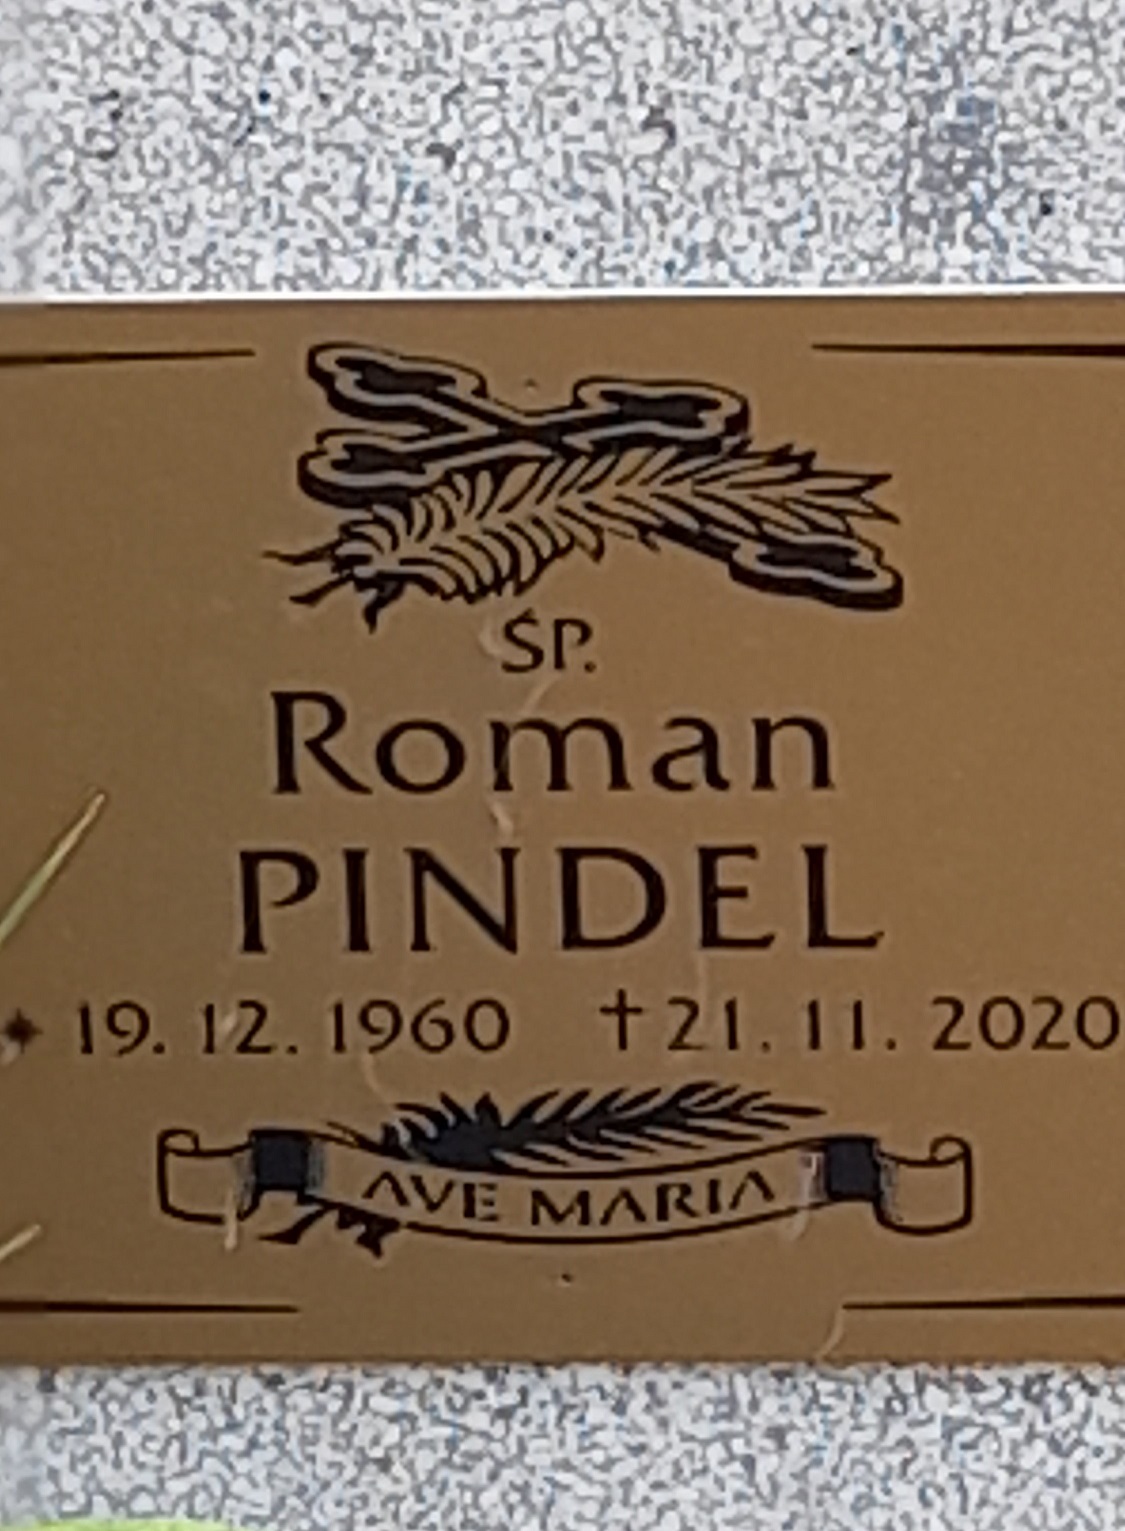 ŚP.
Roman
PINDEL
19. 12. 1960 †21. 11. 2020
AVE MARIA